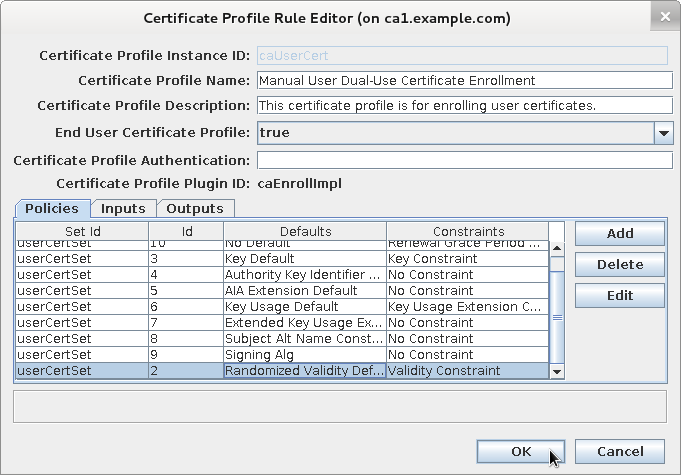 Certificate Profile Rule Editor (on ca1.example.com)
Certificate Profile Instance ID: caUserCert
Certificate Profile Name: Manual User Dual-Use Certificate Enrollment
Certificate Profile Description: This certificate profile is for enrolling user certificates.
End User Certificate Profile: true
Certificate Profile Authentication:
Certificate Profile Plugin ID: caEnrollImpl
Policies Inputs Outputs
Set Id Id Defaults Constraints
userCertSet 10 No Default Renewal Grace Period ...
userCertSet 3 Key Default Key Constraint
userCertSet 4 Authority Key Identifier ... No Constraint
userCertSet 5 AIA Extension Default No Constraint
userCertSet 6 Key Usage Default Key Usage Extension C...
userCertSet 7 Extended Key Usage Ex... No Constraint
userCertSet 8 Subject Alt Name Const... No Constraint
userCertSet 9 Signing Alg No Constraint
userCertSet 2 Randomized Validity Def... Validity Constraint
Add
Delete
Edit
OK Cancel